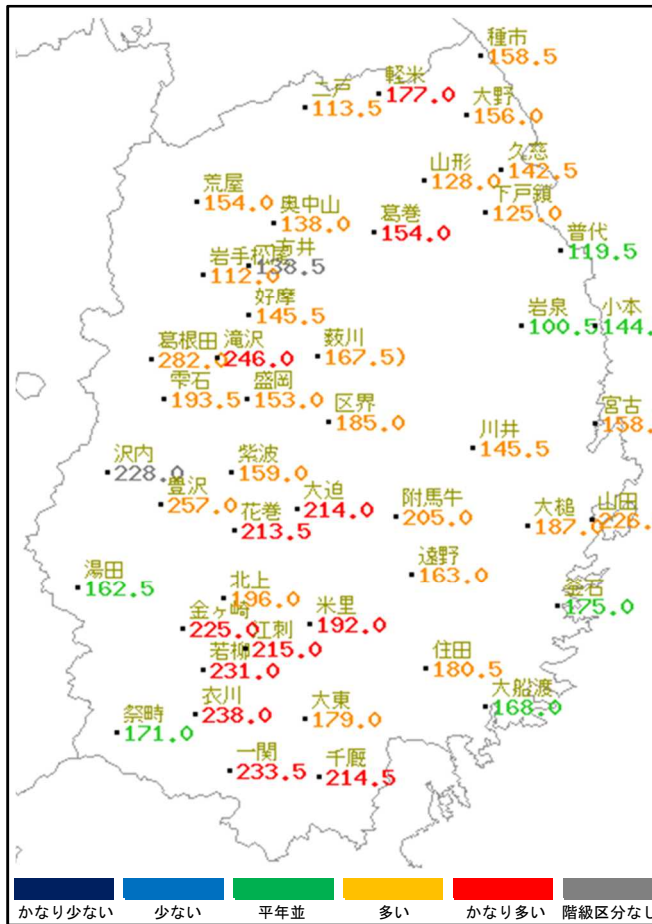 種市
158.5
軽米
177.0
二戸
113.5
大野
156.0
久慈
142.5
山形
128.0
下戸鎖
125.0
荒屋
154.0
奥中山
138.0
葛巻
154.0
普代
119.5
一方井
138.5
岩手松尾
112.0
好摩
145.5
岩泉
100.5
小本
144.
葛根田
282.0
滝沢
246.0
薮川
167.5)
雫石
193.5
盛岡
153.0
区界
185.0
宮古
158.
川井
145.5
沢内
228.0
紫波
159.0
豊沢
257.0
大迫
214.0
花巻
213.5
附馬牛
205.0
大槌
187.0
山田
226.
遠野
163.0
湯田
162.5
北上
196.0
釜石
175.0
金ヶ崎
225.0
米里
192.0
江刺
215.0
若柳
231.0
住田
180.5
大船渡
168.0
衣川
238.0
大東
179.0
祭畤
171.0
一関
233.5
千厩
214.5
かなり少ない 少ない 平年並 多い かなり多い 階級区分なし